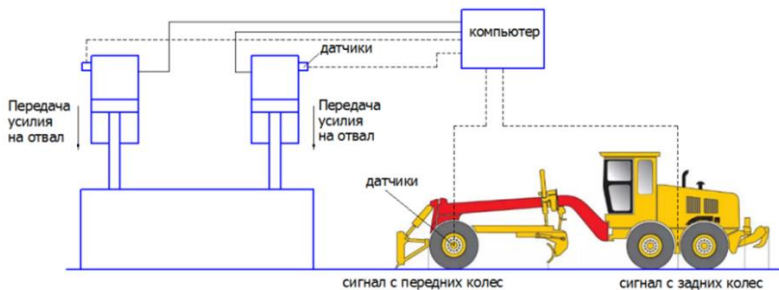 компьютер
датчики
Передача
усилия
на отвал
Передача
усилия
на отвал
датчики
сигнал с передних колес
сигнал с задних колес